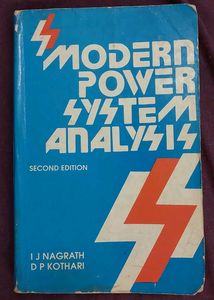 MODERN
POWER
SYSTEM
ANALYSIS
SECOND EDITION
I J NAGRATH
D P KOTHARI